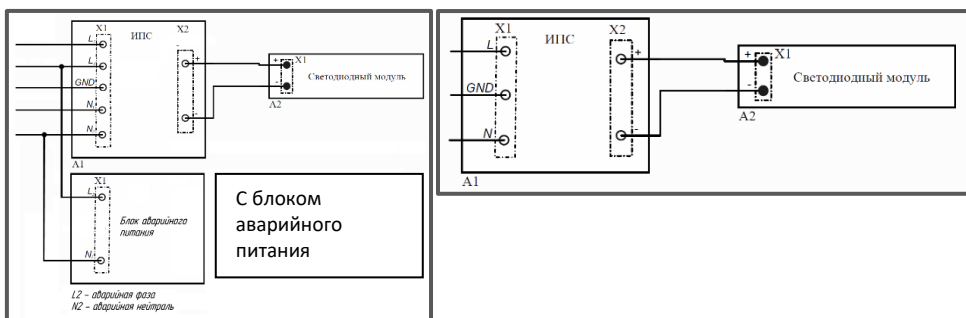 X1
ИПС
X2
L
L
GND
N
N
-
+
-
+
-
X1
Светодиодный модуль
A2
A1
X1
L
Блок аварийного
питания
N
С блоком
аварийного
питания
L2 – аварийная фаза
N2 – аварийная нейтраль
X1
ИПС
X2
L
GND
N
+
-
+
-
X1
Светодиодный модуль
A2
A1